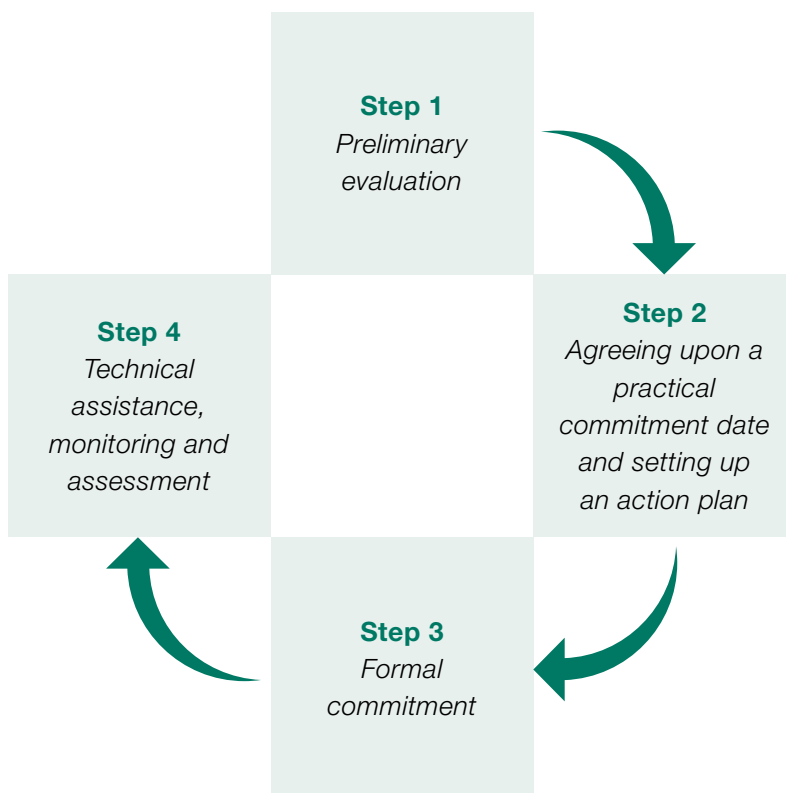 Step 1
Preliminary
evaluation
Step 2
Agreeing upon a
practical
commitment date
and setting up
an action plan
Step 3
Formal
commitment
Step 4
Technical
assistance,
monitoring and
assessment